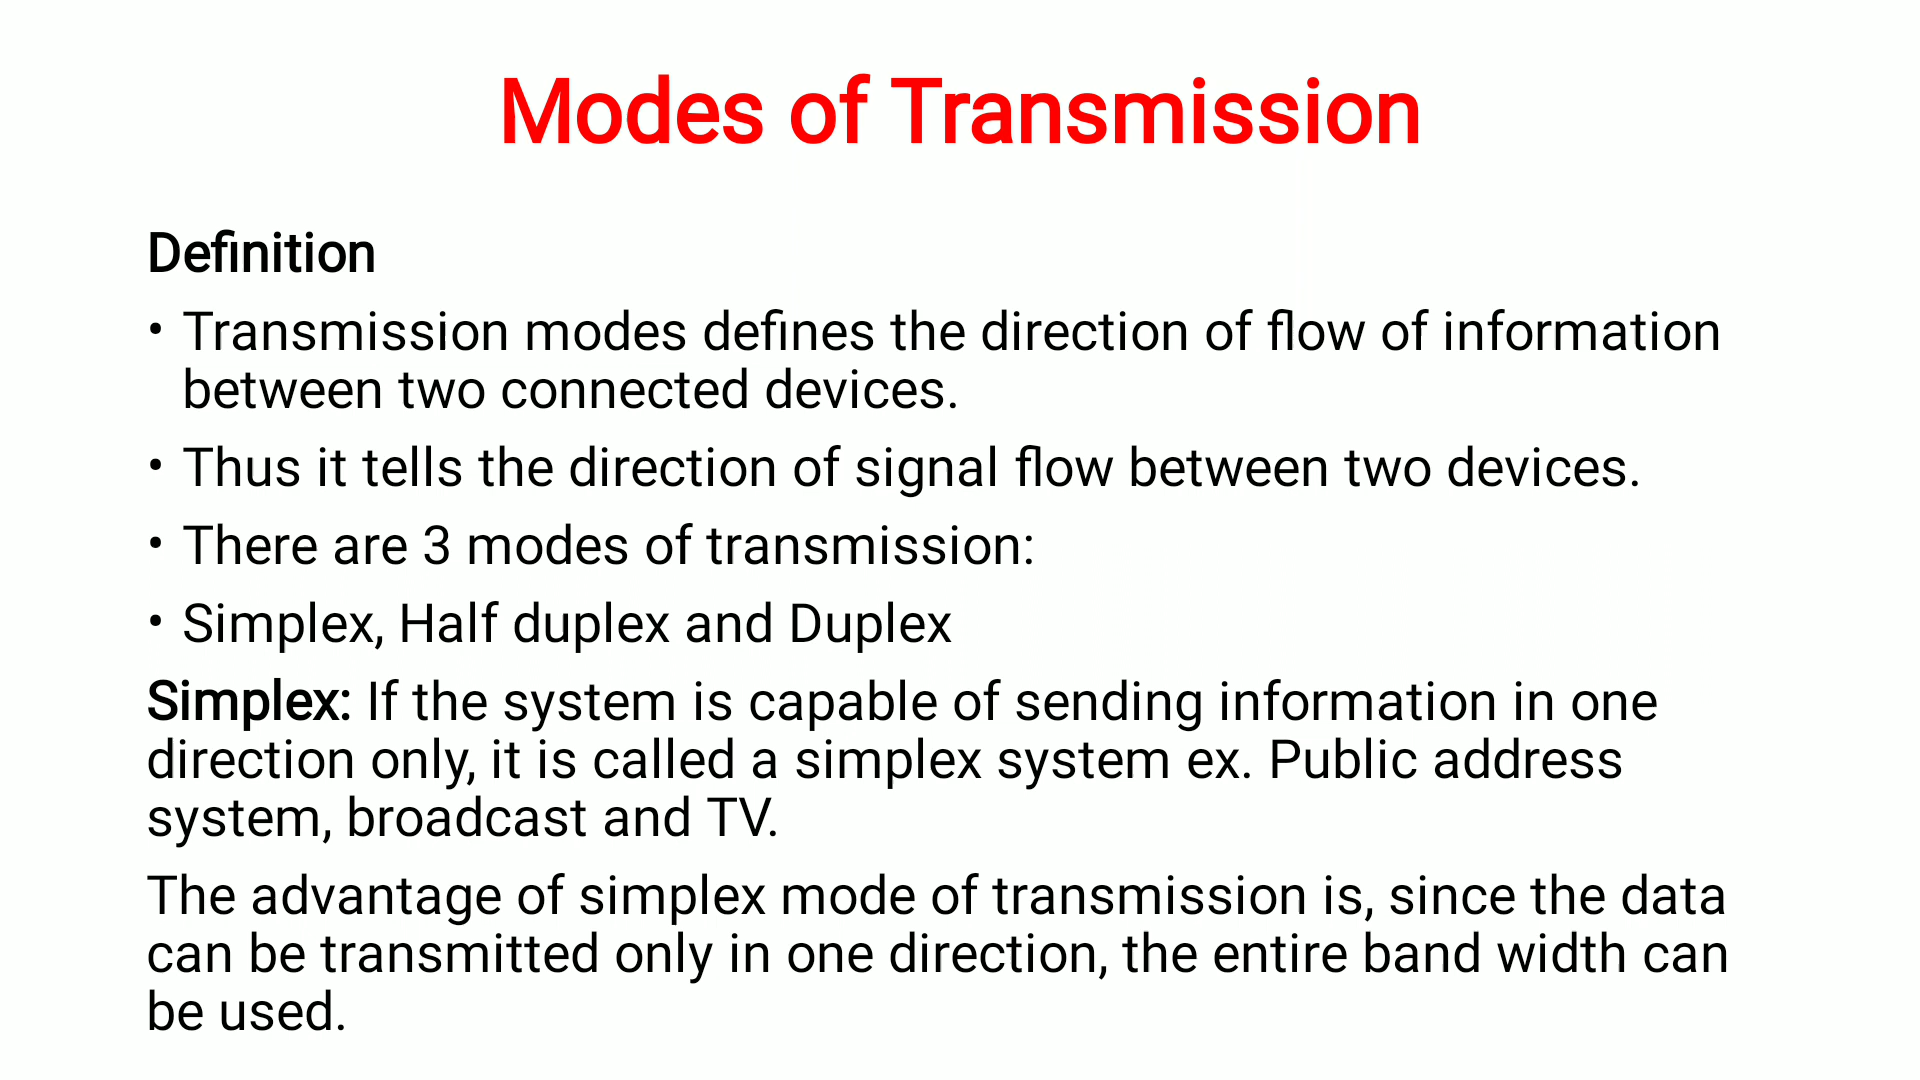 Modes of Transmission
Definition
• Transmission modes defines the direction of flow of information
between two connected devices.
• Thus it tells the direction of signal flow between two devices.
• There are 3 modes of transmission:
• Simplex, Half duplex and Duplex
Simplex: If the system is capable of sending information in one
direction only, it is called a simplex system ex. Public address
system, broadcast and TV.
The advantage of simplex mode of transmission is, since the data
can be transmitted only in one direction, the entire band width can
be used.